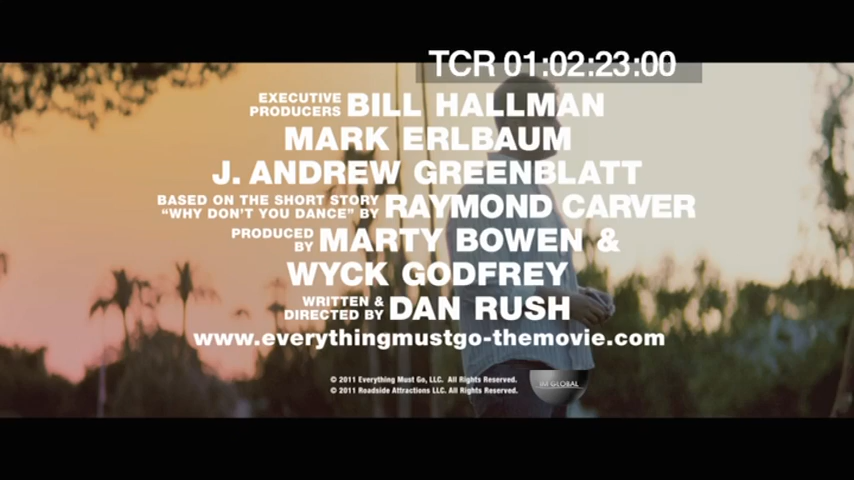 TCR 01:02:23:00
EXECUTIVE PRODUCERS BILL HALLMAN
MARK ERLBAUM
J. ANDREW GREENBLATT
BASED ON THE SHORT STORY "WHY DON'T YOU DANCE" BY RAYMOND CARVER
PRODUCED BY MARTY BOWEN &
WYCK GODFREY
WRITTEN & DIRECTED BY DAN RUSH
www.everythingmustgo-themovie.com
© 2011 Everything Must Go, LLC. All Rights Reserved.
© 2011 Roadside Attractions LLC. All Rights Reserved.
IM GLOBAL